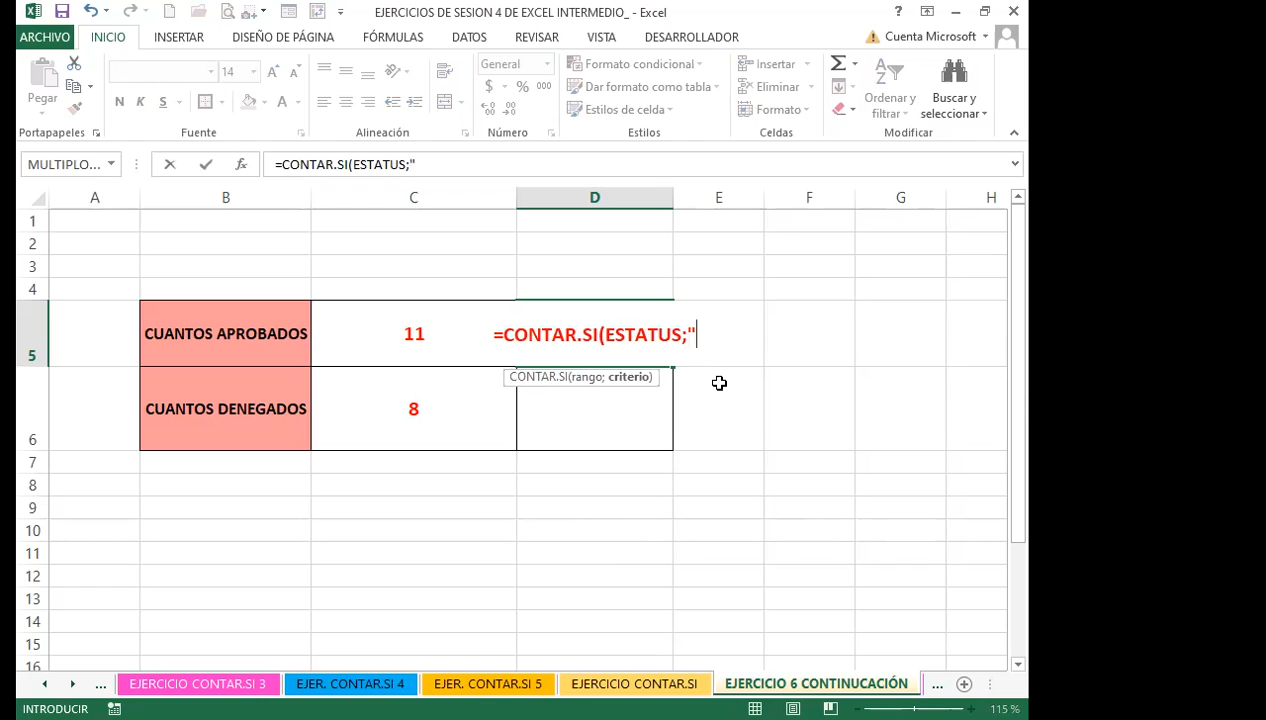 EJERCICIOS DE SESION 4 DE EXCEL INTERMEDIO_ - Excel
?
ARCHIVO INICIO INSERTAR DISEÑO DE PÁGINA FÓRMULAS DATOS REVISAR VISTA DESARROLLADOR Cuenta Microsoft
Pegar
14
A A
N K S A
General
$ % 000
Formato condicional
Dar formato como tabla
Estilos de celda
Insertar
Eliminar
Formato
Σ
Ordenar y filtrar
Buscar y seleccionar
Portapapeles Fuente Alineación Número Estilos Celdas Modificar
MULTIPLO... fx =CONTAR.SI(ESTATUS;"
A B C D E F G H
1
2
3
4
5 CUANTOS APROBADOS 11 =CONTAR.SI(ESTATUS;"
CONTAR.SI(rango; criterio)
6 CUANTOS DENEGADOS 8
7
8
9
10
11
12
13
14
15
16
... EJERCICIO CONTAR.SI 3 EJER. CONTAR.SI 4 EJER. CONTAR.SI 5 EJERCICIO CONTAR.SI EJERCICIO 6 CONTINUCACIÓN ...
INTRODUCIR 115 %